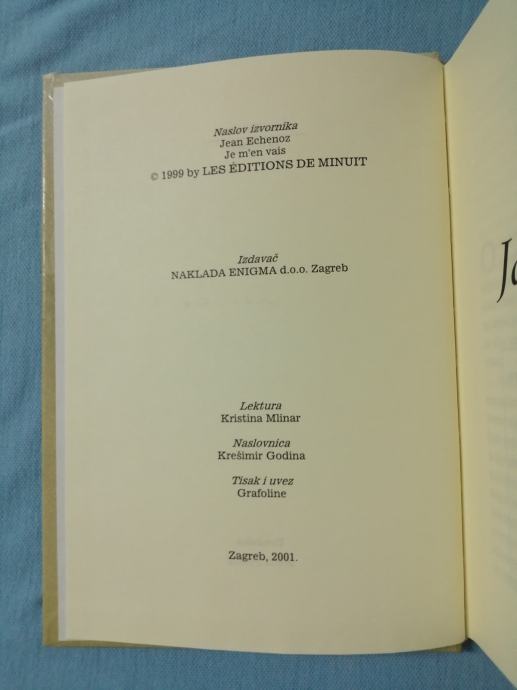 Naslov izvornika
Jean Echenoz
Je m'en vais
© 1999 by LES ÉDITIONS DE MINUIT
Izdavač
NAKLADA ENIGMA d.o.o. Zagreb
Lektura
Kristina Mlinar
Naslovnica
Krešimir Godina
Tisak i uvez
Grafoline
Zagreb, 2001.